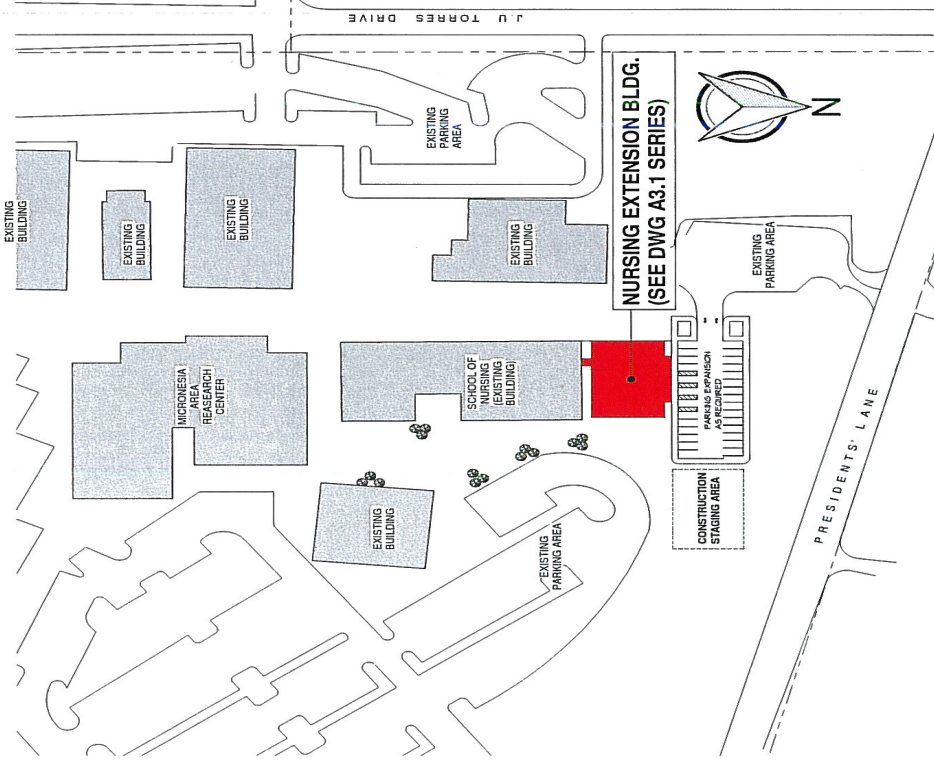 J.U TORRES DRIVE
EXISTING
BUILDING
EXISTING
BUILDING
EXISTING
BUILDING
EXISTING
PARKING
AREA
EXISTING
BUILDING
NURSING EXTENSION BLDG.
(SEE DWG A3.1 SERIES)
N
EXISTING
PARKING AREA
MICRONESIA
AREA
REASEARCH
CENTER
SCHOOL OF
NURSING
(EXISTING
BUILDING)
PARKING EXPANSION
AS REQUIRED
EXISTING
BUILDING
EXISTING
PARKING AREA
CONSTRUCTION
STAGING AREA
PRESIDENTS' LANE